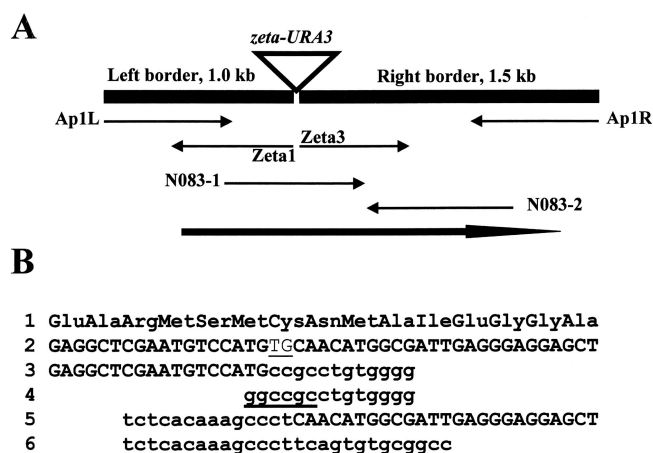 A
zeta-URA3
Left border, 1.0 kb
Right border, 1.5 kb
Ap1L
Ap1R
Zeta1
Zeta3
N083-1
N083-2
B
1 GluAlaArgMetSerMetCysAsnMetAlaIleGluGlyGlyAla
2 GAGGCTCGAATGTCCATGTGCAACATGGCGATTGAGGGAGGAGCT
3 GAGGCTCGAATGTCCATGccgcctgtgggg
4 ggccgcctgtgggg
5 tctcacaaagccctCAACATGGCGATTGAGGGAGGAGCT
6 tctcacaaagcccttcagtgtgcggcc